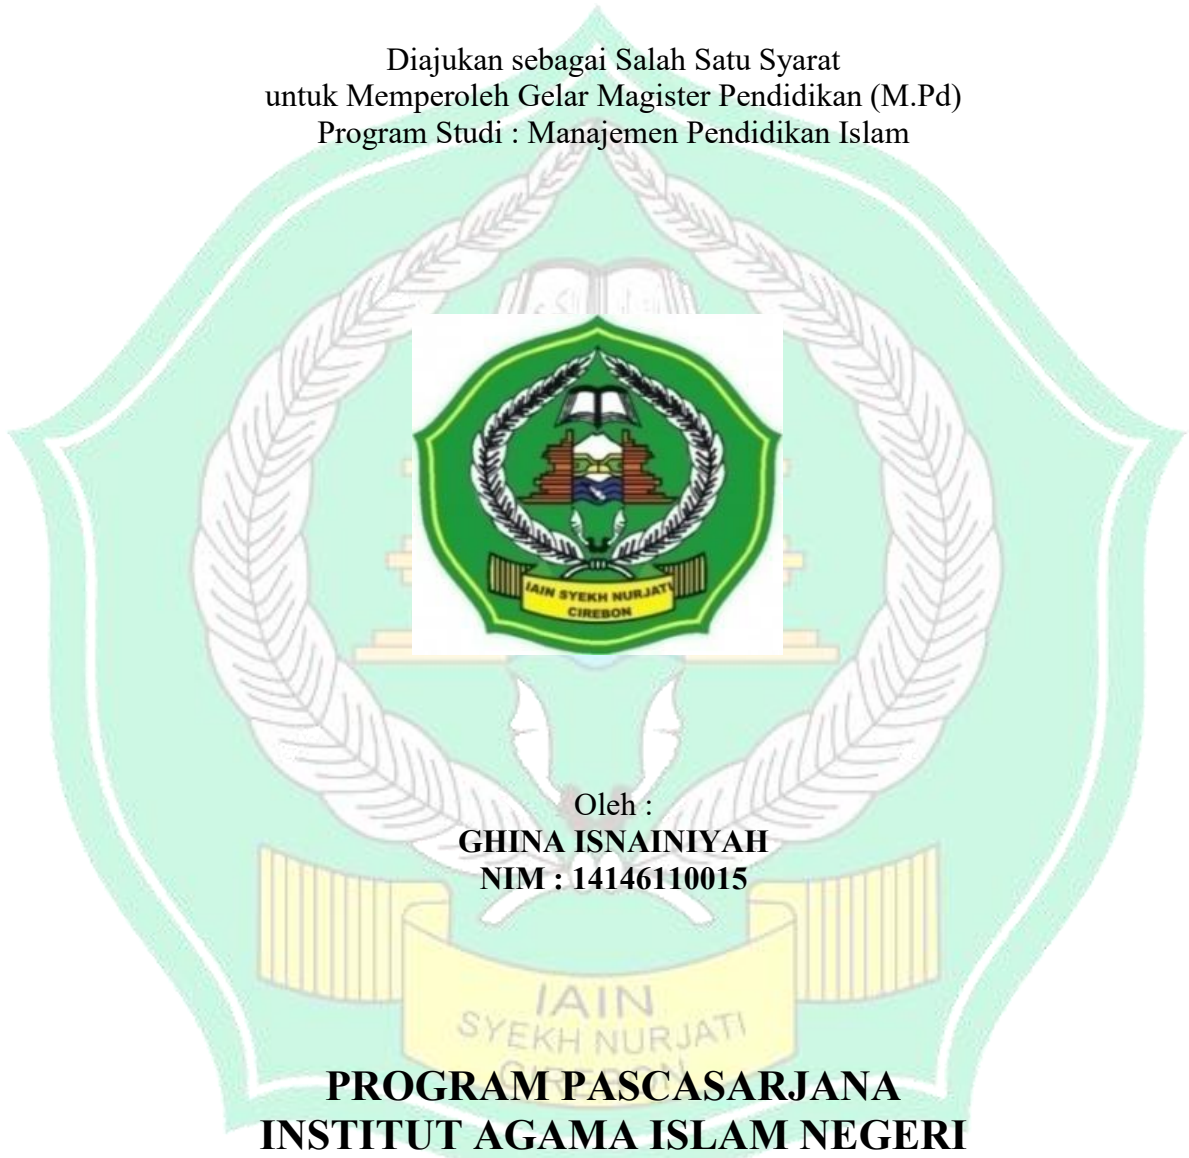 Diajukan sebagai Salah Satu Syarat
untuk Memperoleh Gelar Magister Pendidikan (M.Pd)
Program Studi : Manajemen Pendidikan Islam
IAIN SYEKH NURJATI
CIREBON
Oleh :
GHINA ISNAINIYAH
NIM : 14146110015
IAIN
SYEKH NURJATI
CIREBON
PROGRAM PASCASARJANA
INSTITUT AGAMA ISLAM NEGERI